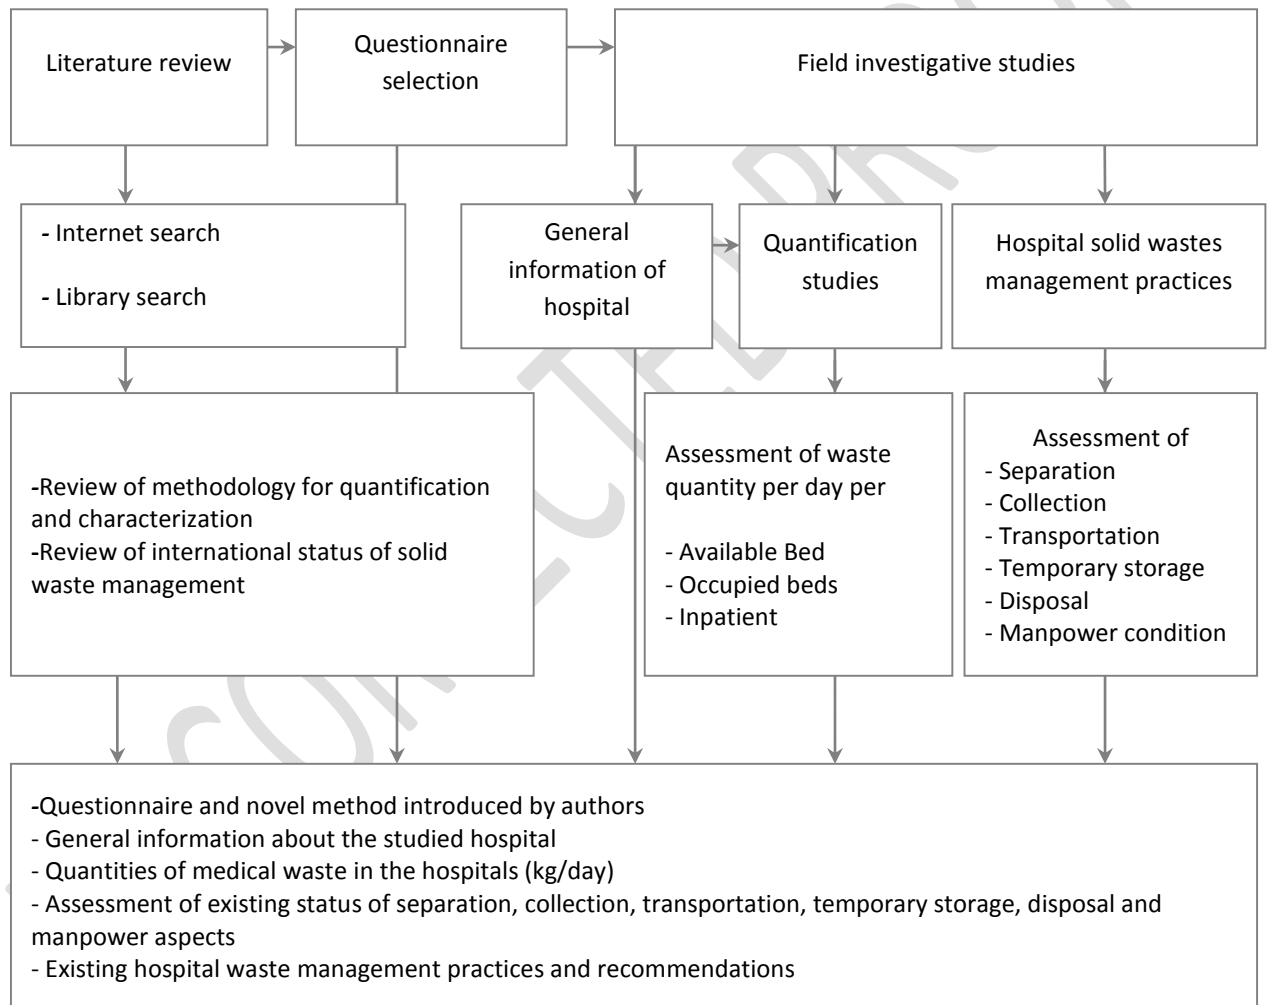 Literature review
Questionnaire
selection
Field investigative studies
- Internet search
- Library search
General
information of
hospital
Quantification
studies
Hospital solid wastes
management practices
-Review of methodology for quantification
and characterization
-Review of international status of solid
waste management
Assessment of waste
quantity per day per
- Available Bed
- Occupied beds
- Inpatient
Assessment of
- Separation
- Collection
- Transportation
- Temporary storage
- Disposal
- Manpower condition
-Questionnaire and novel method introduced by authors
- General information about the studied hospital
- Quantities of medical waste in the hospitals (kg/day)
- Assessment of existing status of separation, collection, transportation, temporary storage, disposal and
manpower aspects
- Existing hospital waste management practices and recommendations